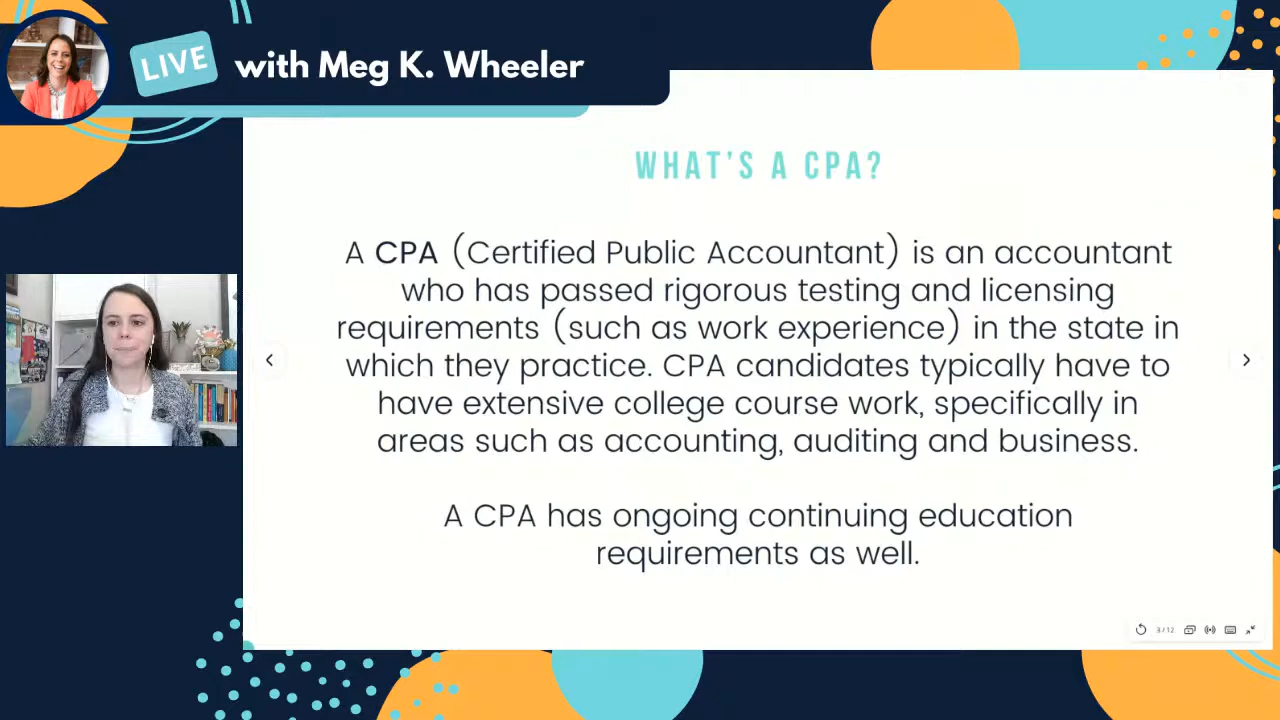 LIVE with Meg K. Wheeler
WHAT'S A CPA?
A CPA (Certified Public Accountant) is an accountant
who has passed rigorous testing and licensing
requirements (such as work experience) in the state in
which they practice. CPA candidates typically have to
have extensive college course work, specifically in
areas such as accounting, auditing and business.
A CPA has ongoing continuing education
requirements as well.
3/12